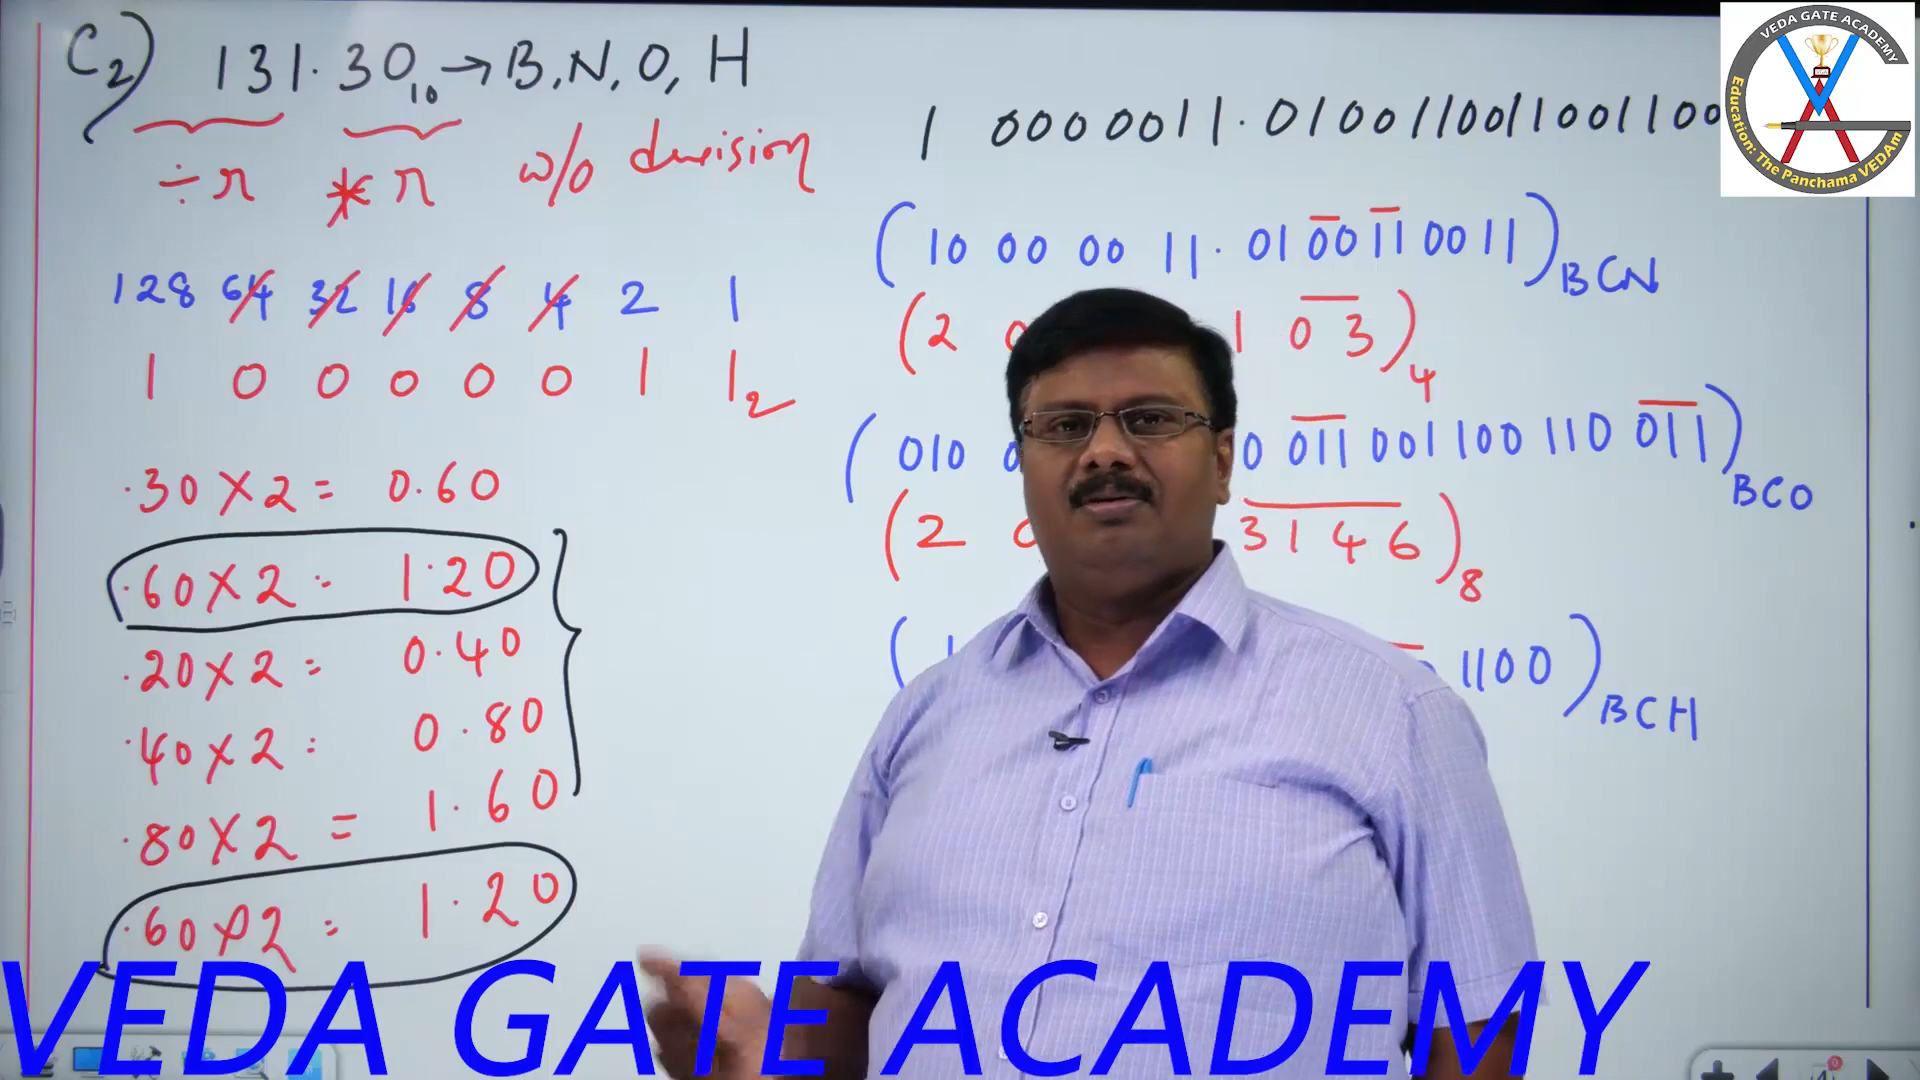 C2) 131.30₁₀ → B, N, O, H
÷ r * r w/o division
128 64 32 16 8 4 2 1
1 0 0 0 0 0 1 1₂
.30 X 2 = 0.60
.60 X 2 = 1.20
.20 X 2 = 0.40
.40 X 2 = 0.80
.80 X 2 = 1.60
.60 X 2 = 1.20
1 0000011.01001100110011001100
(10 00 00 11.01 00 11 00 11)BCN
(2 1 0 3)₄
(010 0 011 001 100 110 011)BCO
(2 3 1 4 6)₈
( 1 1100)BCH
VEDA GATE ACADEMY
Education: The Panchama VEDAm
VEDA GATE ACADEMY